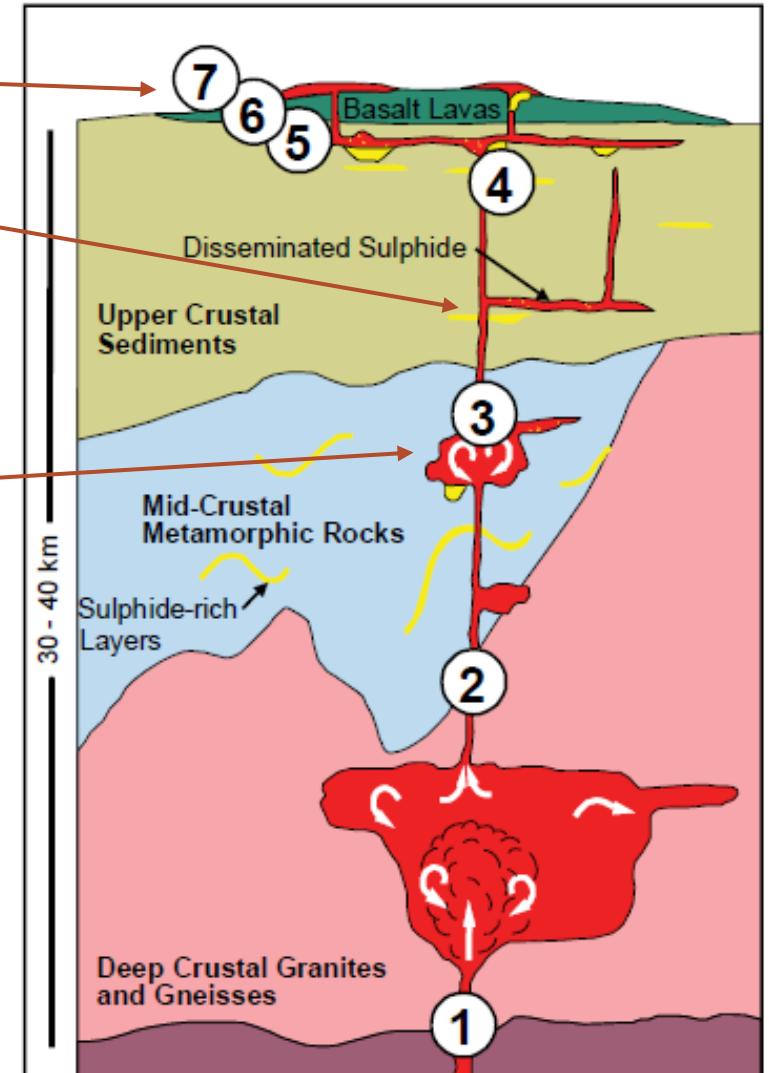 7
6
5
Basalt Lavas
4
Disseminated Sulphide
Upper Crustal
Sediments
3
Mid-Crustal
Metamorphic Rocks
30 - 40 km
Sulphide-rich
Layers
2
Deep Crustal Granites
and Gneisses
1